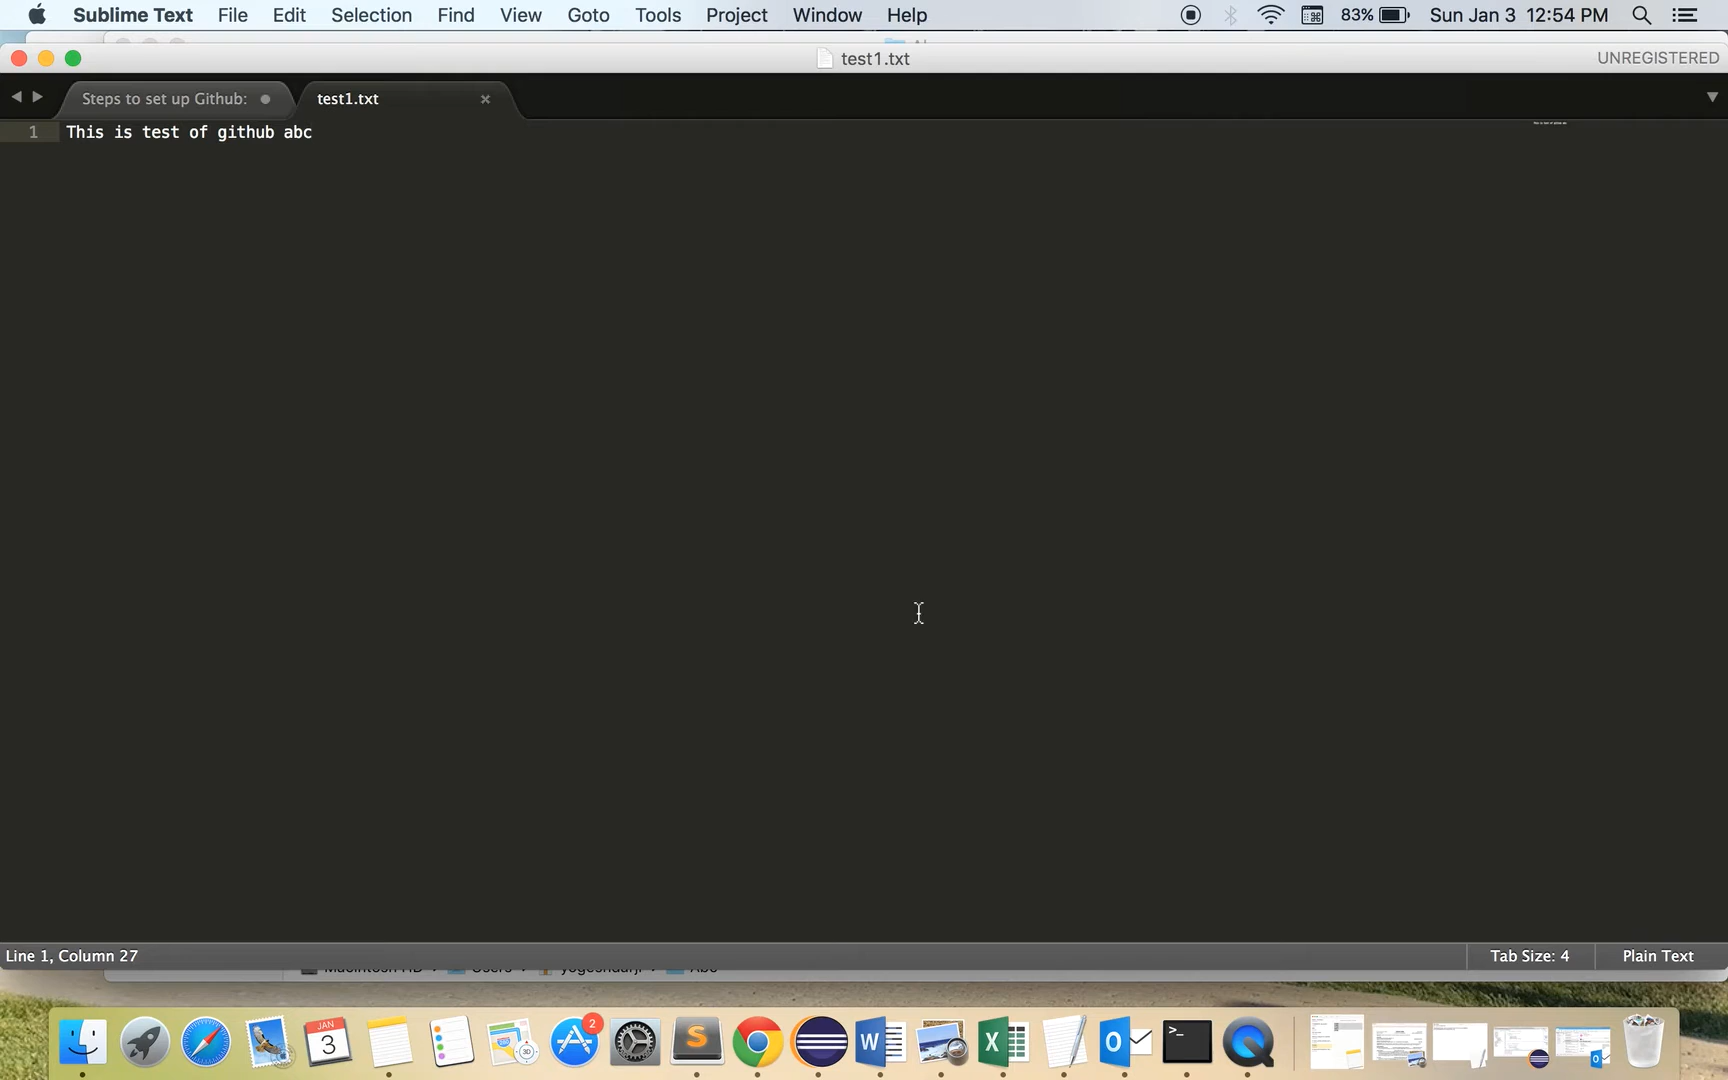 Sublime Text File Edit Selection Find View Goto Tools Project Window Help 83% Sun Jan 3 12:54 PM
test1.txt UNREGISTERED
Steps to set up Github: test1.txt
1 This is test of github abc
Line 1, Column 27 Tab Size: 4 Plain Text
JAN
3
3D
2
S
W
X
O
>_